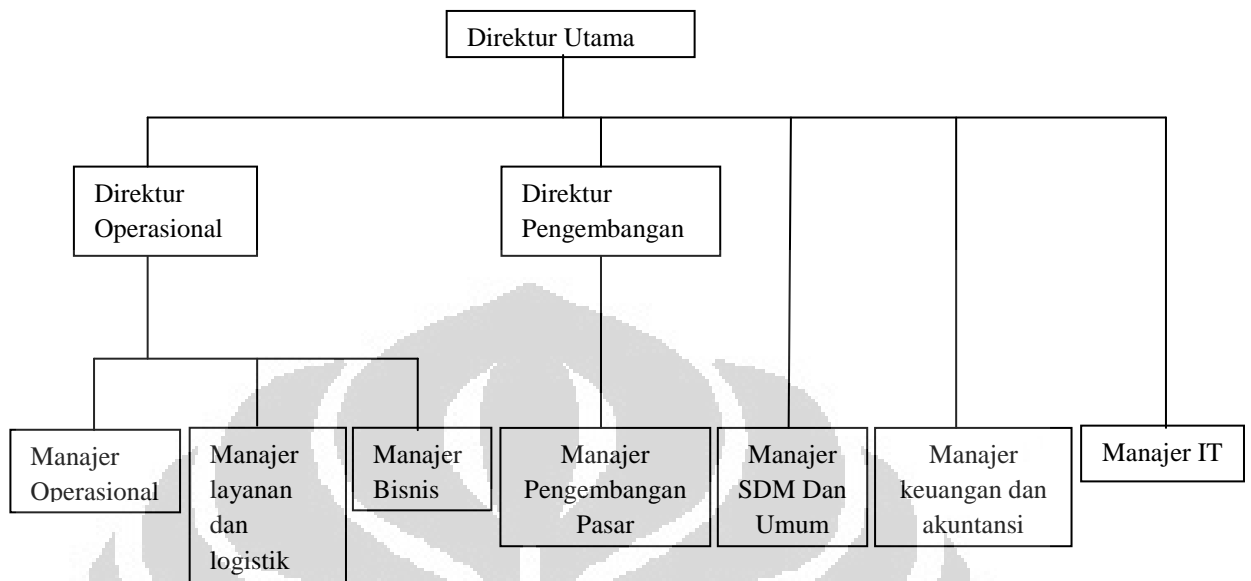 Direktur Utama
Direktur
Operasional
Direktur
Pengembangan
Manajer
Operasional
Manajer
layanan
dan
logistik
Manajer
Bisnis
Manajer
Pengembangan
Pasar
Manajer
SDM Dan
Umum
Manajer
keuangan dan
akuntansi
Manajer IT